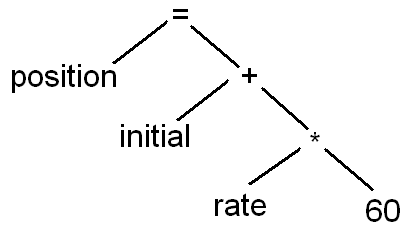 =
position
+
initial
*
rate
60